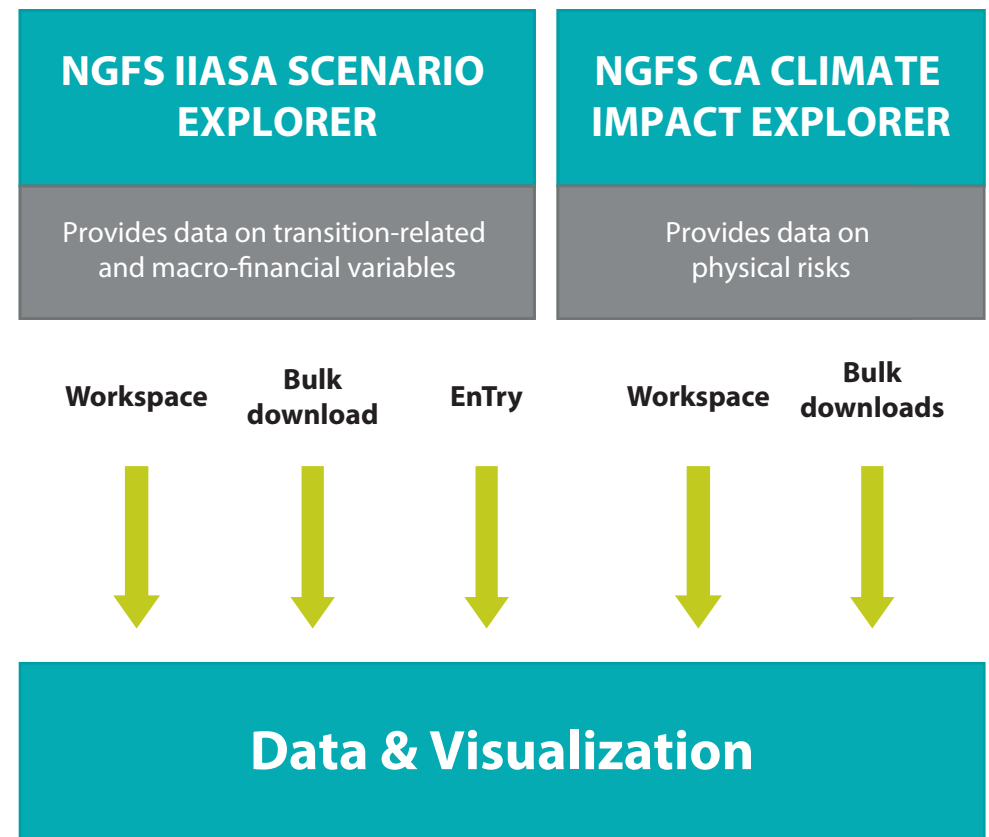 NGFS IIASA SCENARIO
EXPLORER
Provides data on transition-related
and macro-financial variables
NGFS CA CLIMATE
IMPACT EXPLORER
Provides data on
physical risks
Workspace
Bulk
download
EnTry
Workspace
Bulk
downloads
Data & Visualization